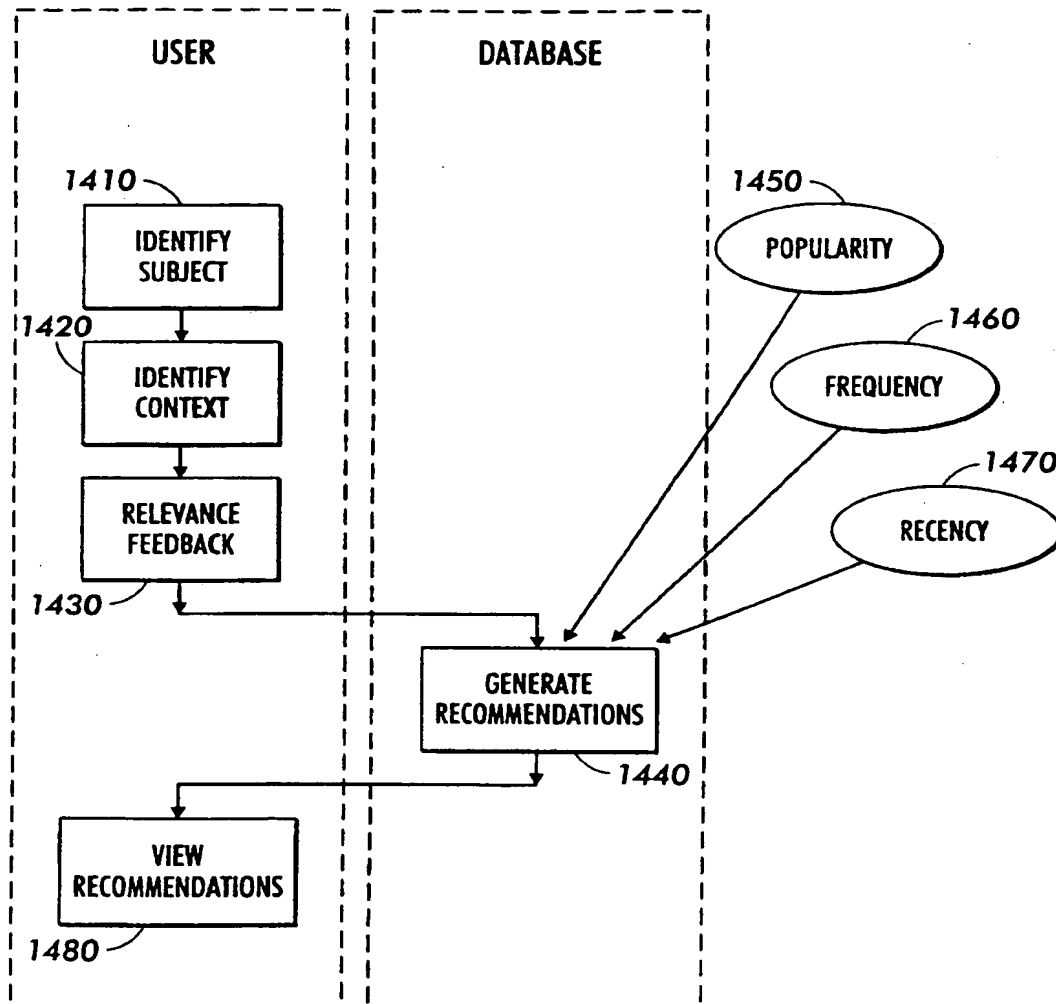 USER
DATABASE
1410
IDENTIFY
SUBJECT
1450
POPULARITY
1420
IDENTIFY
CONTEXT
1460
FREQUENCY
RELEVANCE
FEEDBACK
1430
1470
RECENCY
GENERATE
RECOMMENDATIONS
1440
VIEW
RECOMMENDATIONS
1480